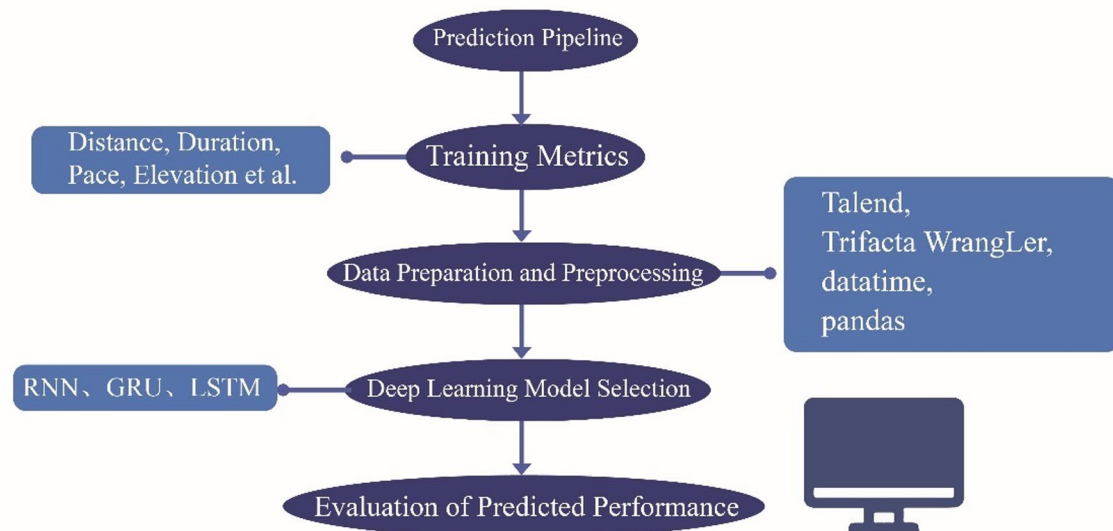 Prediction Pipeline
Distance, Duration,
Pace, Elevation et al.
Training Metrics
Talend,
Trifacta WrangLer,
datatime,
pandas
Data Preparation and Preprocessing
RNN、GRU、LSTM
Deep Learning Model Selection
Evaluation of Predicted Performance